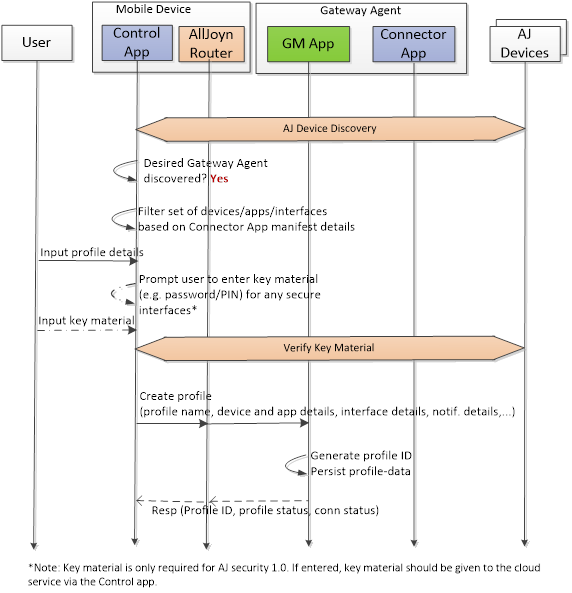 Mobile Device
Gateway Agent
User
Control
App
AllJoyn
Router
GM App
Connector
App
AJ
Devices
AJ Device Discovery
Desired Gateway Agent
discovered? Yes
Filter set of devices/apps/interfaces
based on Connector App manifest details
Input profile details
Prompt user to enter key material
(e.g. password/PIN) for any secure
interfaces*
Input key material
Verify Key Material
Create profile
(profile name, device and app details, interface details, notif. details,...)
Generate profile ID
Persist profile-data
Resp (Profile ID, profile status, conn status)
*Note: Key material is only required for AJ security 1.0. If entered, key material should be given to the cloud
service via the Control app.